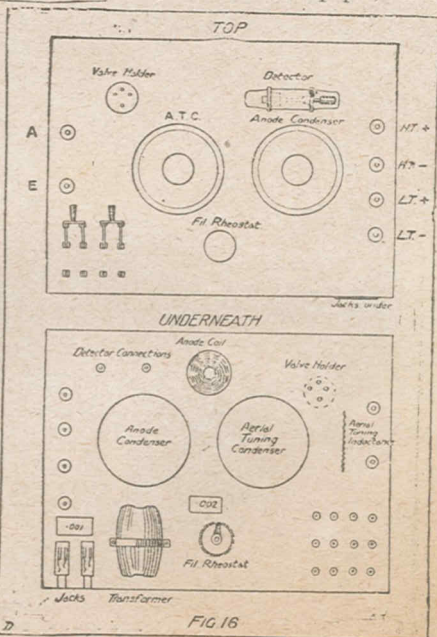 TOP
Valve Holder
Detector
A.T.C.
Anode Condenser
A
H.T. +
H.T. -
E
L.T. +
Fil. Rheostat
L.T. -
Jacks under
UNDERNEATH
Anode Coil
Detector Connections
Valve Holder
Anode
Condenser
Aerial
Tuning
Condenser
Aerial
Tuning
Inductance
.001
.002
Fil. Rheostat
Jacks
Transformer
D
FIG. 16